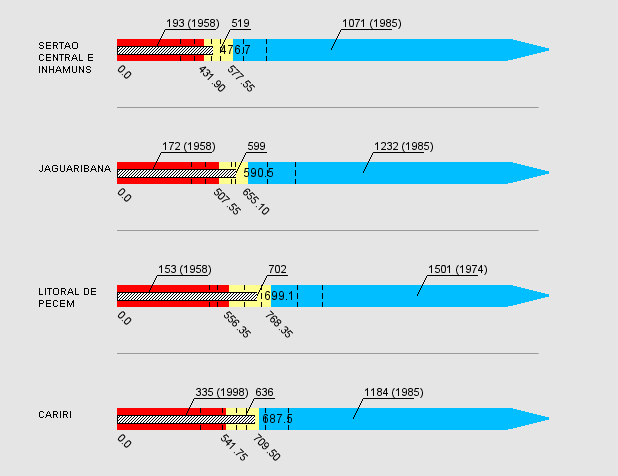 193 (1958) 519 1071 (1985)
SERTAO
CENTRAL E
INHAMUNS
476.7
0.0 431.90 577.55
172 (1958) 599 1232 (1985)
JAGUARIBANA
590.5
0.0 507.55 655.10
153 (1958) 702 1501 (1974)
LITORAL DE
PECEM
699.1
0.0 556.35 768.35
335 (1998) 636 1184 (1985)
CARIRI
687.5
0.0 541.75 709.50